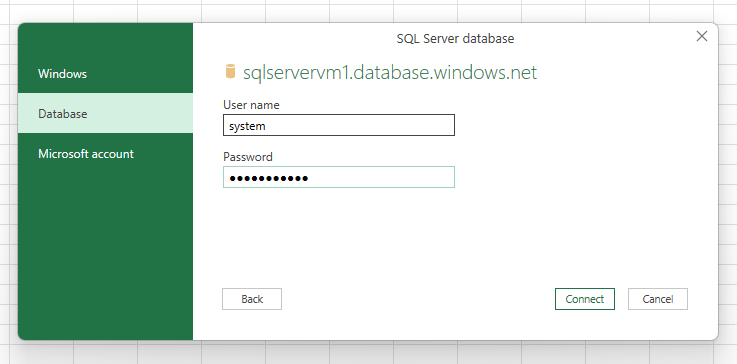 SQL Server database
Windows
Database
Microsoft account
sqlservervm1.database.windows.net
User name
system
Password
●●●●●●●●●●●
Back
Connect
Cancel